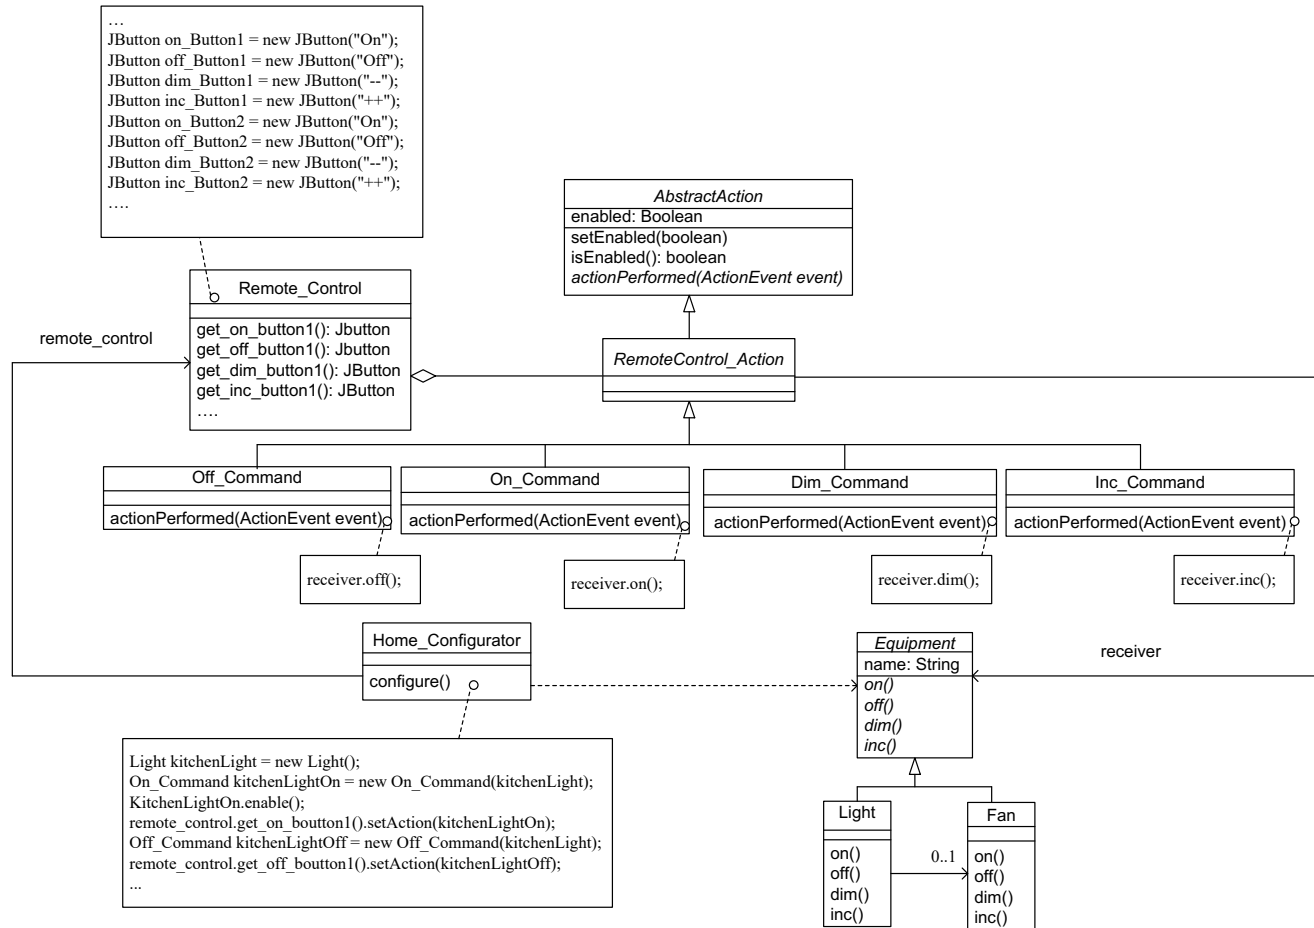 ...
JButton on_Button1 = new JButton("On");
JButton off_Button1 = new JButton("Off");
JButton dim_Button1 = new JButton("--");
JButton inc_Button1 = new JButton("++");
JButton on_Button2 = new JButton("On");
JButton off_Button2 = new JButton("Off");
JButton dim_Button2 = new JButton("--");
JButton inc_Button2 = new JButton("++");
....
AbstractAction
enabled: Boolean
setEnabled(boolean)
isEnabled(): boolean
actionPerformed(ActionEvent event)
Remote_Control
get_on_button1(): Jbutton
get_off_button1(): Jbutton
get_dim_button1(): JButton
get_inc_button1(): JButton
....
remote_control
RemoteControl_Action
Off_Command
actionPerformed(ActionEvent event)
On_Command
actionPerformed(ActionEvent event)
Dim_Command
actionPerformed(ActionEvent event)
Inc_Command
actionPerformed(ActionEvent event)
receiver.off();
receiver.on();
receiver.dim();
receiver.inc();
Home_Configurator
configure()
Equipment
name: String
on()
off()
dim()
inc()
receiver
Light kitchenLight = new Light();
On_Command kitchenLightOn = new On_Command(kitchenLight);
KitchenLightOn.enable();
remote_control.get_on_boutton1().setAction(kitchenLightOn);
Off_Command kitchenLightOff = new Off_Command(kitchenLight);
remote_control.get_off_boutton1().setAction(kitchenLightOff);
...
Light
on()
off()
dim()
inc()
0..1
Fan
on()
off()
dim()
inc()